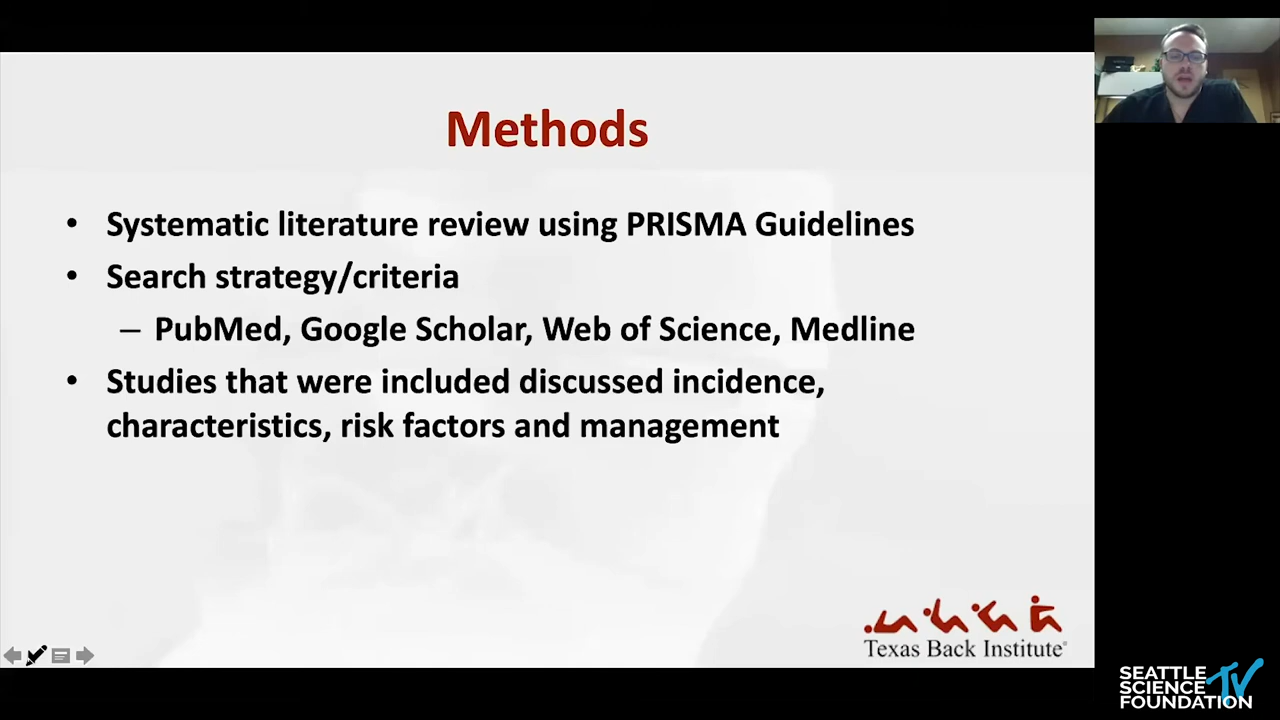 Methods
• Systematic literature review using PRISMA Guidelines
• Search strategy/criteria
– PubMed, Google Scholar, Web of Science, Medline
• Studies that were included discussed incidence,
characteristics, risk factors and management
Texas Back Institute®
SEATTLE
SCIENCE
FOUNDATION
TV